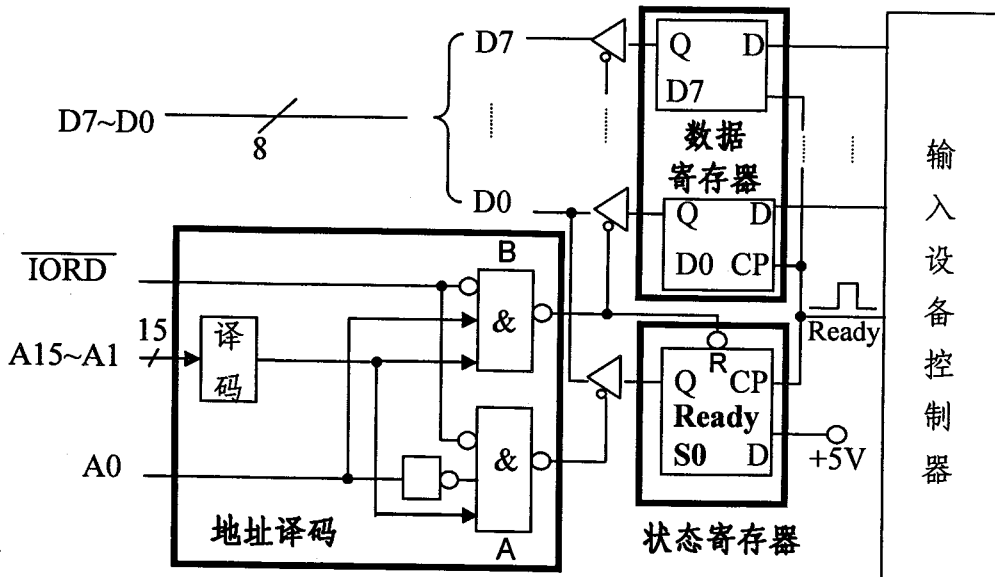 D7
D7~D0
8
D0
Q
D
D7
数据
寄存器
Q
D
D0
CP
输入设备控制器
Ready
IORD
B
&
15
A15~A1
译码
A0
&
A
地址译码
R
Q
CP
Ready
S0
D
+5V
状态寄存器